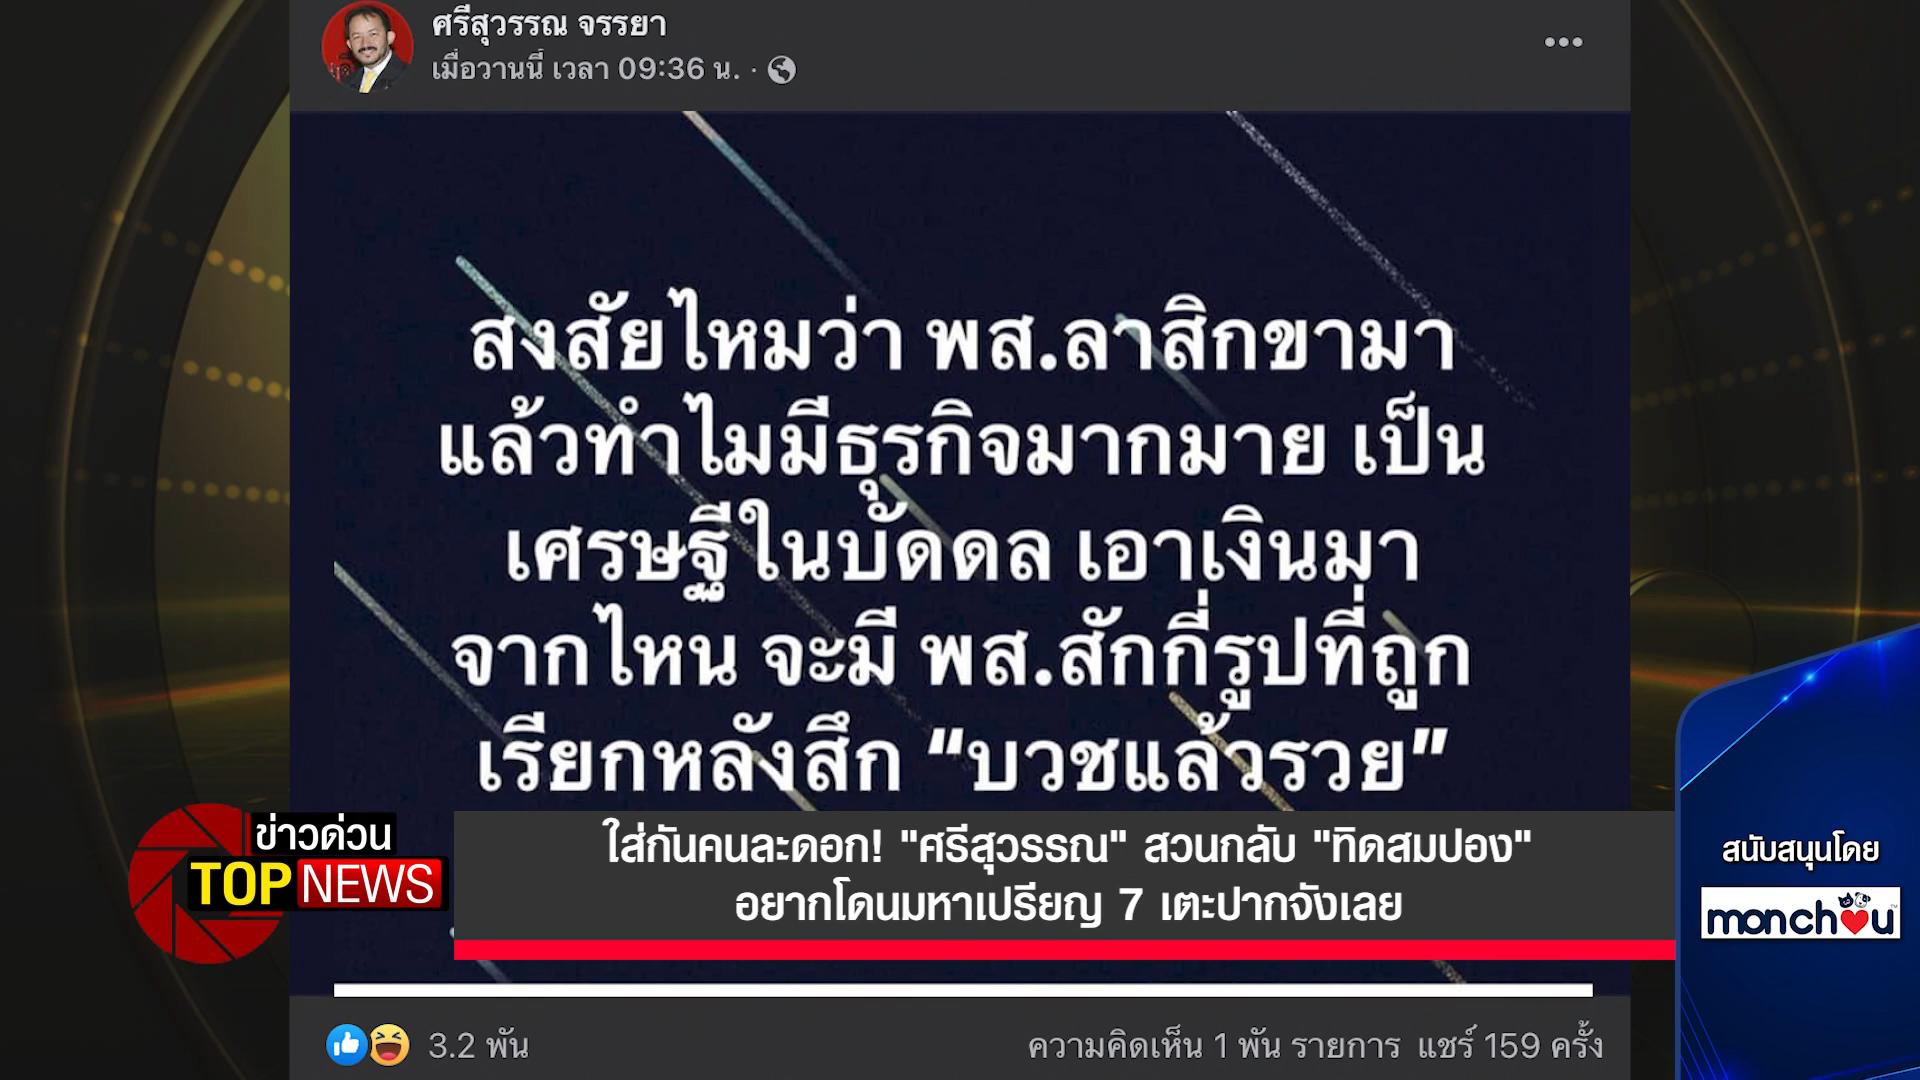 ศรีสุวรรณ จรรยา
เมื่อวานนี้ เวลา 09:36 น. ·
สงสัยไหมว่า พส.ลาสิกขามา
แล้วทำไมมีธุรกิจมากมาย เป็น
เศรษฐีในบัดดล เอาเงินมา
จากไหน จะมี พส.สักกี่รูปที่ถูก
เรียกหลังสึก “บวชแล้วรวย”
ข่าวด่วน
TOP NEWS
ใส่กันคนละดอก! "ศรีสุวรรณ" สวนกลับ "ทิดสมปอง"
อยากโดนมหาเปรียญ 7 เตะปากจังเลย
สนับสนุนโดย
monchou
3.2 พัน
ความคิดเห็น 1 พัน รายการ แชร์ 159 ครั้ง